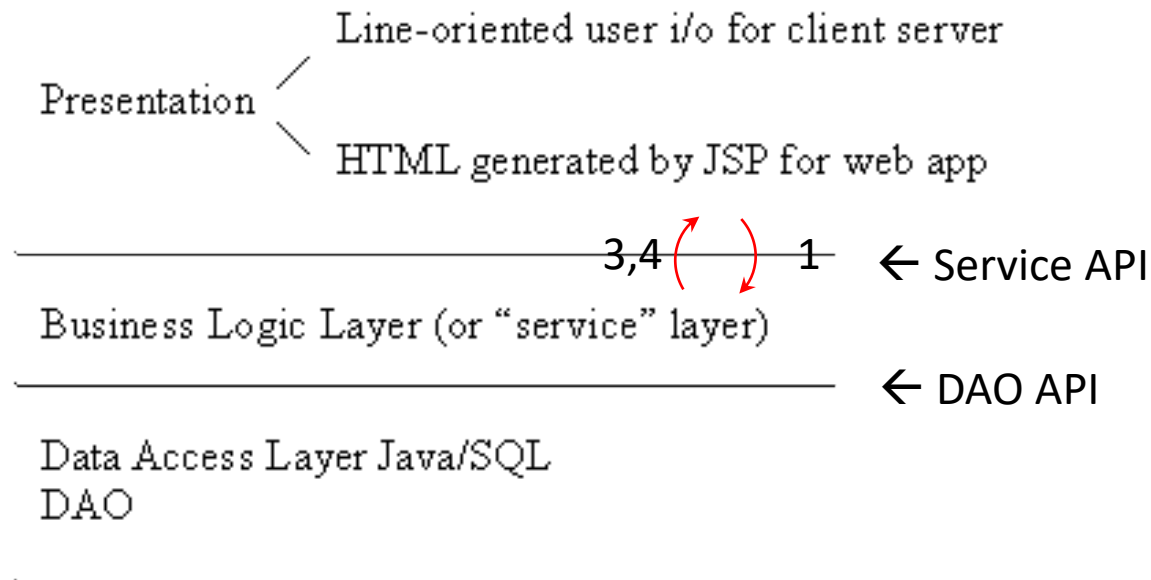 Line-oriented user i/o for client server
Presentation
HTML generated by JSP for web app
3,4 1 ← Service API
Business Logic Layer (or “service” layer)
← DAO API
Data Access Layer Java/SQL
DAO